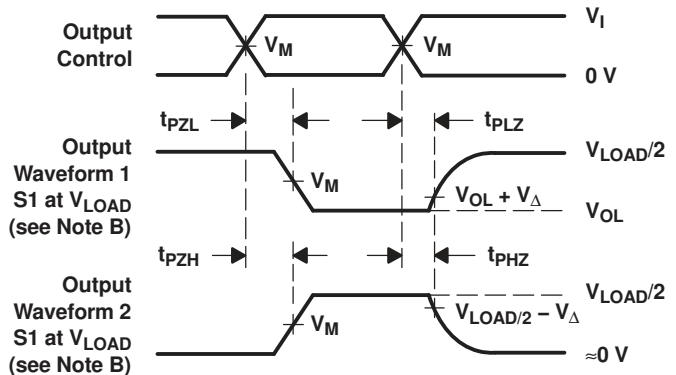 Output
Control
V_M
V_M
V_I
0 V
t_PZL
t_PLZ
Output
Waveform 1
S1 at V_LOAD
(see Note B)
V_M
V_LOAD/2
V_OL + V_Δ
V_OL
t_PZH
t_PHZ
Output
Waveform 2
S1 at V_LOAD
(see Note B)
V_M
V_LOAD/2
V_LOAD/2 − V_Δ
≈0 V